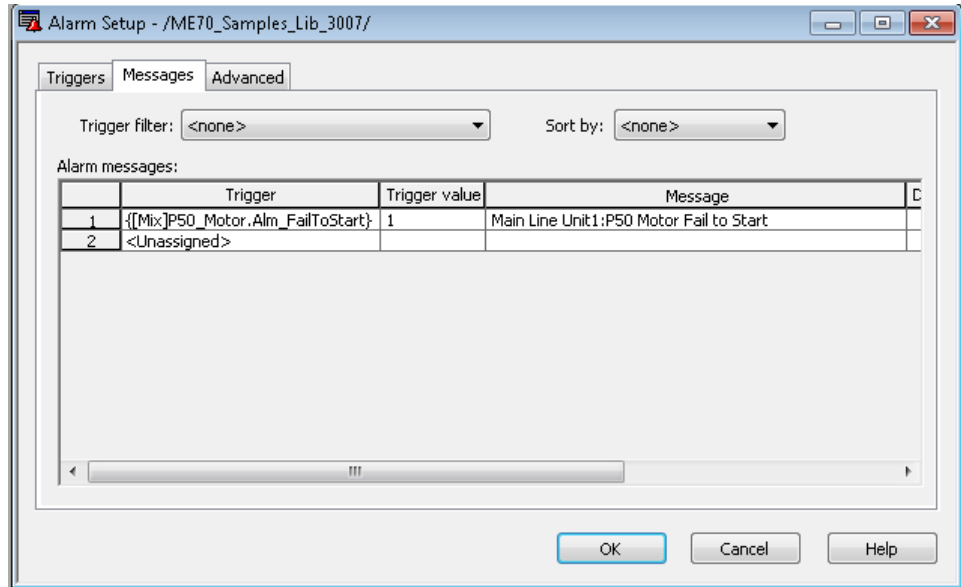 Alarm Setup - /ME70_Samples_Lib_3007/
Triggers Messages Advanced
Trigger filter: <none> Sort by: <none>
Alarm messages:
Trigger Trigger value Message D
1 {[Mix]P50_Motor.Alm_FailToStart} 1 Main Line Unit1:P50 Motor Fail to Start
2 <Unassigned>
OK Cancel Help